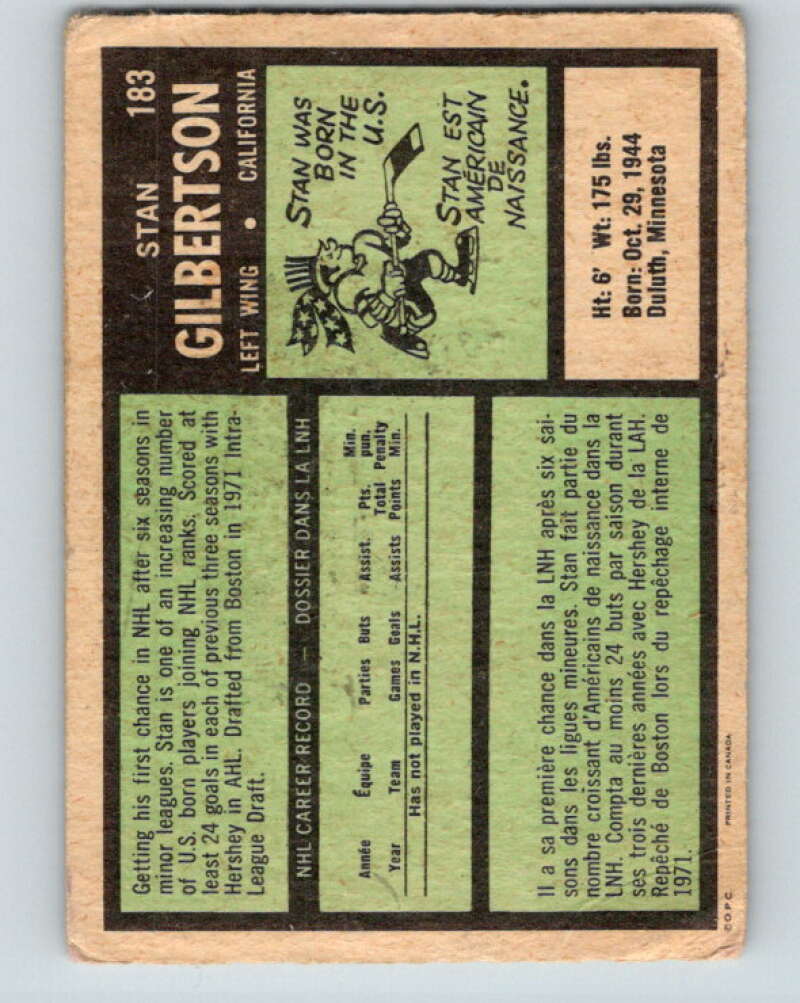 STAN 183
GILBERTSON
LEFT WING • CALIFORNIA
STAN WAS
BORN
IN THE
U.S.
STAN EST
AMÉRICAIN
DE
NAISSANCE.
Ht: 6' Wt: 175 lbs.
Born: Oct. 29, 1944
Duluth, Minnesota
Getting his first chance in NHL after six seasons in
minor leagues. Stan is one of an increasing number
of U.S. born players joining NHL ranks. Scored at
least 24 goals in each of previous three seasons with
Hershey in AHL. Drafted from Boston in 1971 Intra-
League Draft.
NHL CAREER RECORD — DOSSIER DANS LA LNH
Min.
Pts. pun.
Année Équipe Parties Buts Assist. Total Penalty
Year Team Games Goals Assists Points Min.
Has not played in N.H.L.
Il a sa première chance dans la LNH après six sai-
sons dans les ligues mineures. Stan fait partie du
nombre croissant d'Américains de naissance dans la
LNH. Compta au moins 24 buts par saison durant
ses trois dernières années avec Hershey de la LAH.
Repêché de Boston lors du repêchage interne de
1971.
© O.P.C. PRINTED IN CANADA